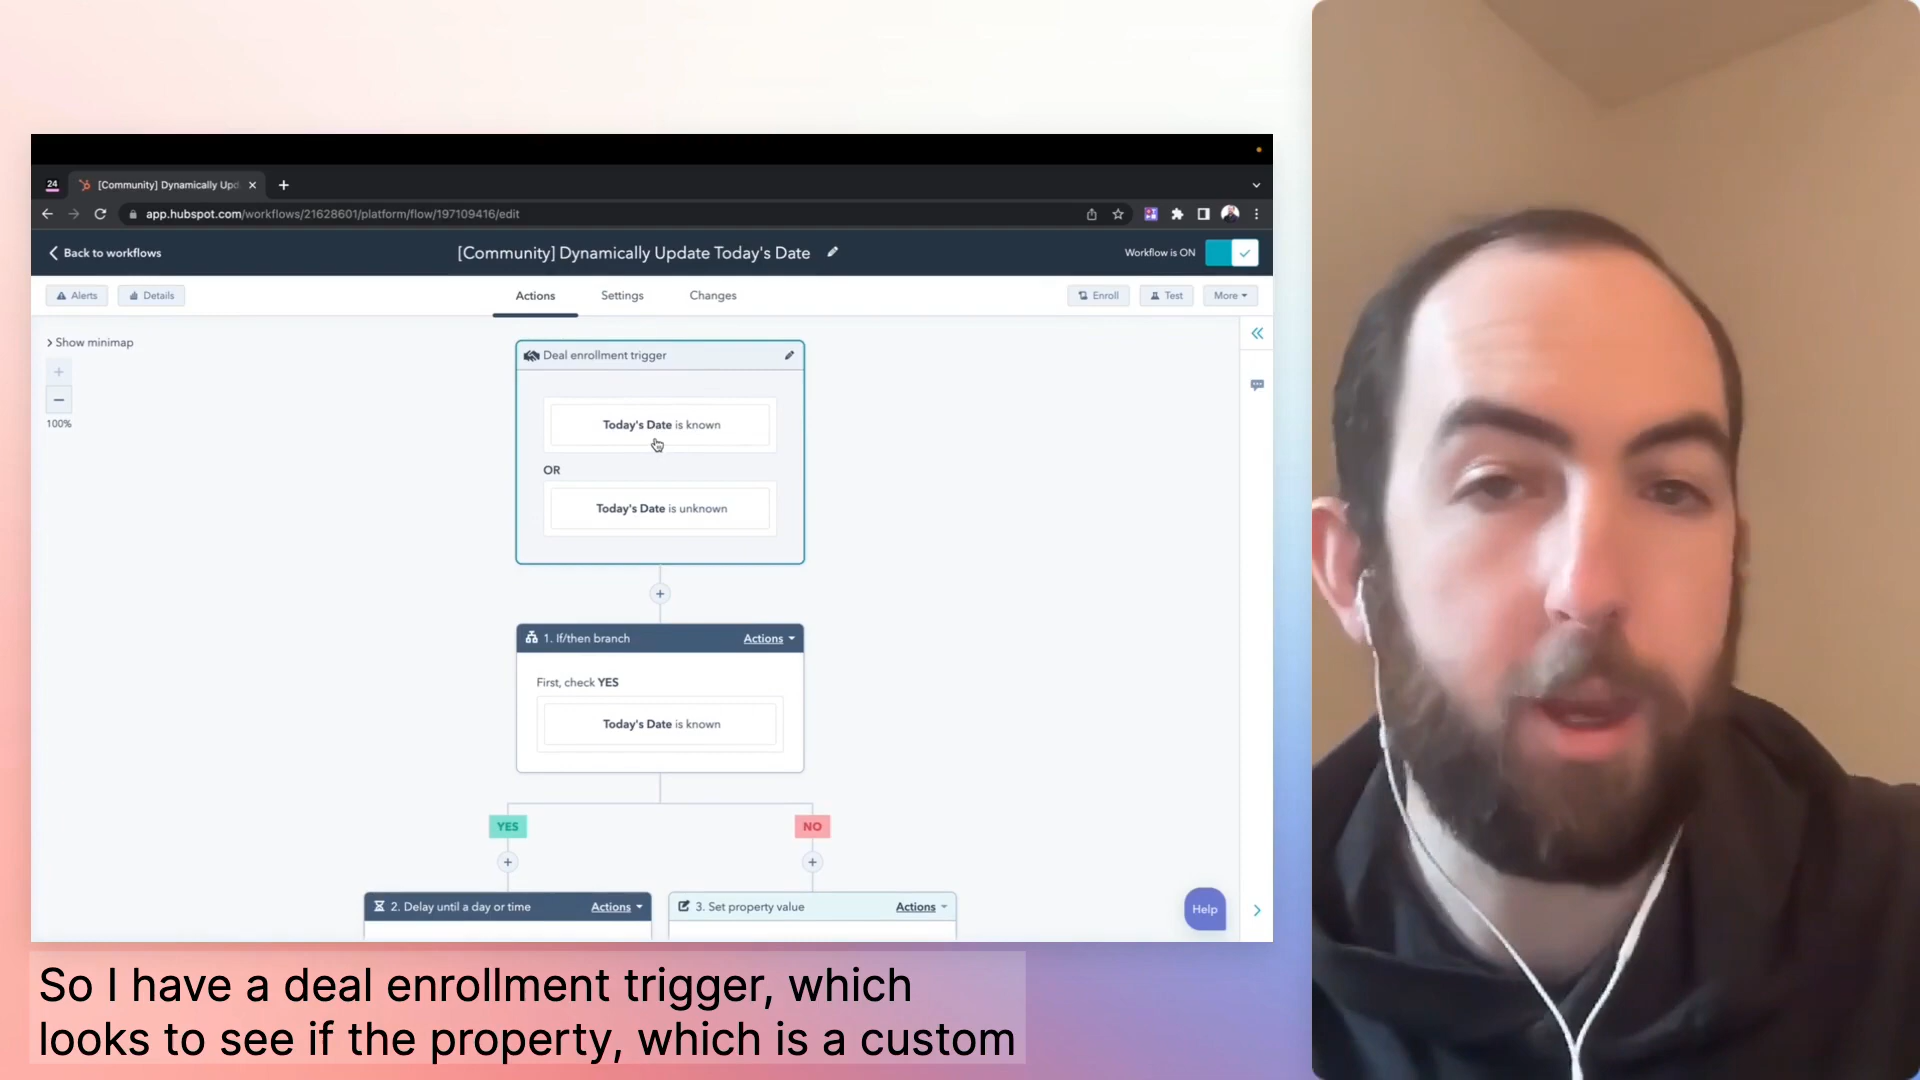 24
[Community] Dynamically Upd
app.hubspot.com/workflows/21628601/platform/flow/197109416/edit
Back to workflows
[Community] Dynamically Update Today's Date
Workflow is ON
Alerts
Details
Actions
Settings
Changes
Enroll
Test
More
Show minimap
100%
Deal enrollment trigger
Today's Date is known
OR
Today's Date is unknown
1. If/then branch
Actions
First, check YES
Today's Date is known
YES
NO
2. Delay until a day or time
Actions
3. Set property value
Actions
Help
So I have a deal enrollment trigger, which
looks to see if the property, which is a custom